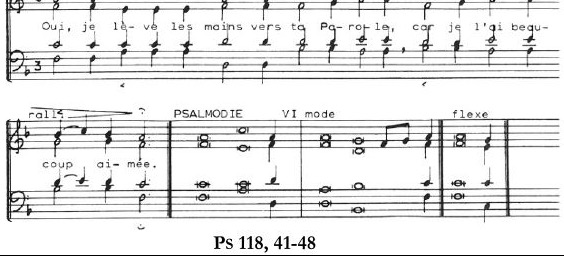 Oui, je lè- ve les mains vers ta Pa-ro-le, car je l'ai beau-
rall. PSALMODIE VI mode flexe
coup ai-mée.
Ps 118, 41-48